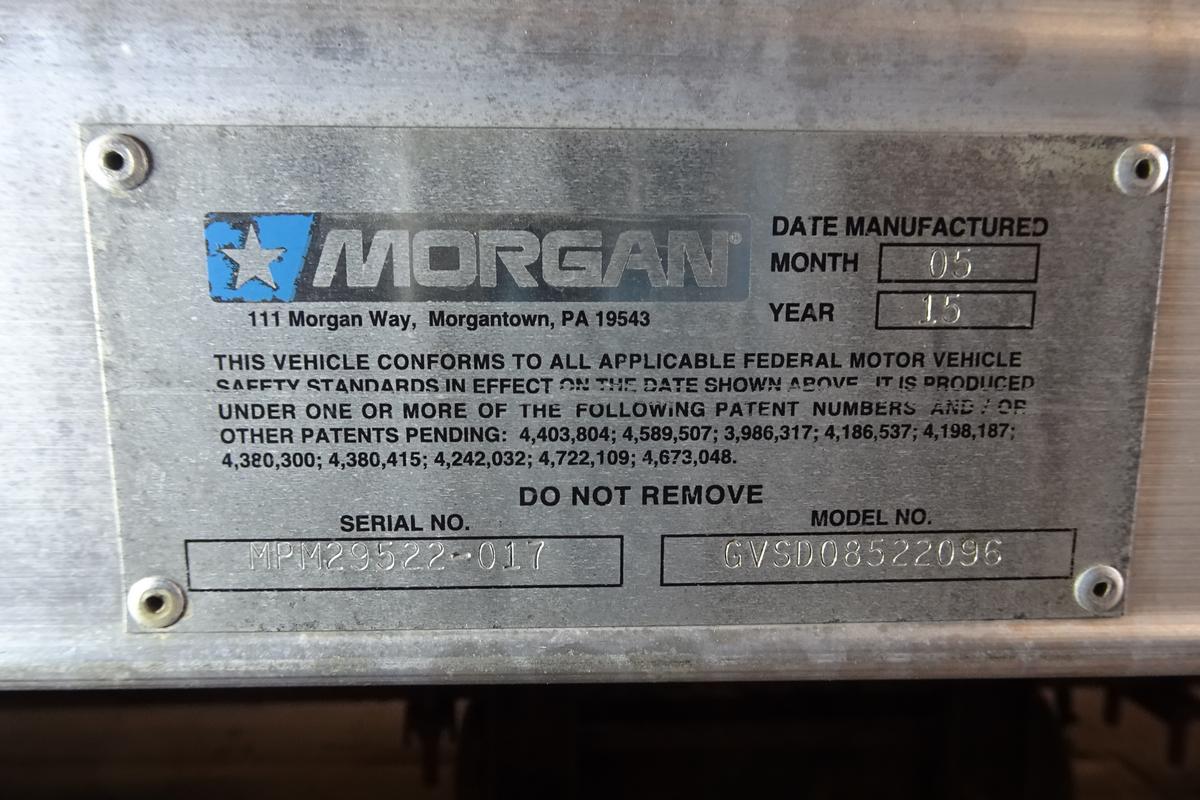 MORGAN®
111 Morgan Way, Morgantown, PA 19543
DATE MANUFACTURED
MONTH 05
YEAR 15
THIS VEHICLE CONFORMS TO ALL APPLICABLE FEDERAL MOTOR VEHICLE
SAFETY STANDARDS IN EFFECT ON THE DATE SHOWN ABOVE. IT IS PRODUCED
UNDER ONE OR MORE OF THE FOLLOWING PATENT NUMBERS AND / OR
OTHER PATENTS PENDING: 4,403,804; 4,589,507; 3,986,317; 4,186,537; 4,198,187;
4,380,300; 4,380,415; 4,242,032; 4,722,109; 4,673,048.
DO NOT REMOVE
SERIAL NO.
MPM29522-017
MODEL NO.
GVSD08522096